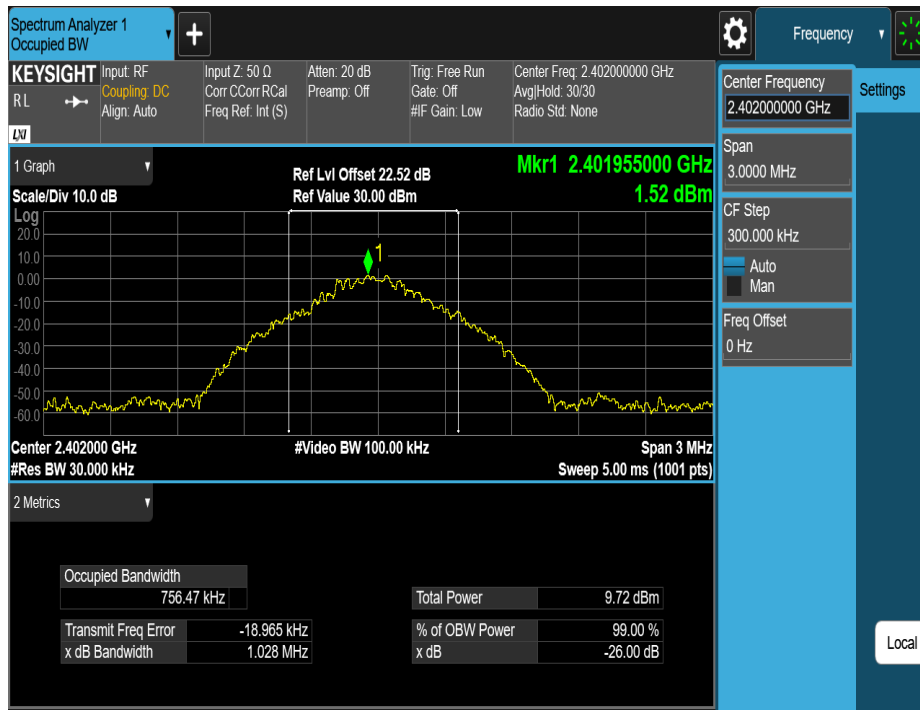 Spectrum Analyzer 1
Occupied BW
+
Frequency
KEYSIGHT
RL
LXI
Input: RF
Coupling: DC
Align: Auto
Input Z: 50 Ω
Corr CCorr RCal
Freq Ref: Int (S)
Atten: 20 dB
Preamp: Off
Trig: Free Run
Gate: Off
#IF Gain: Low
Center Freq: 2.402000000 GHz
Avg|Hold: 30/30
Radio Std: None
Center Frequency
2.402000000 GHz
Settings
Span
3.0000 MHz
CF Step
300.000 kHz
Auto
Man
Freq Offset
0 Hz
Local
1 Graph
Scale/Div 10.0 dB
Ref Lvl Offset 22.52 dB
Ref Value 30.00 dBm
Mkr1 2.401955000 GHz
1.52 dBm
Log
20.0
10.0
0.00
-10.0
-20.0
-30.0
-40.0
-50.0
-60.0
1
Center 2.402000 GHz
#Video BW 100.00 kHz
Span 3 MHz
#Res BW 30.000 kHz
Sweep 5.00 ms (1001 pts)
2 Metrics
Occupied Bandwidth
756.47 kHz
Total Power 9.72 dBm
Transmit Freq Error -18.965 kHz
% of OBW Power 99.00 %
x dB Bandwidth 1.028 MHz
x dB -26.00 dB